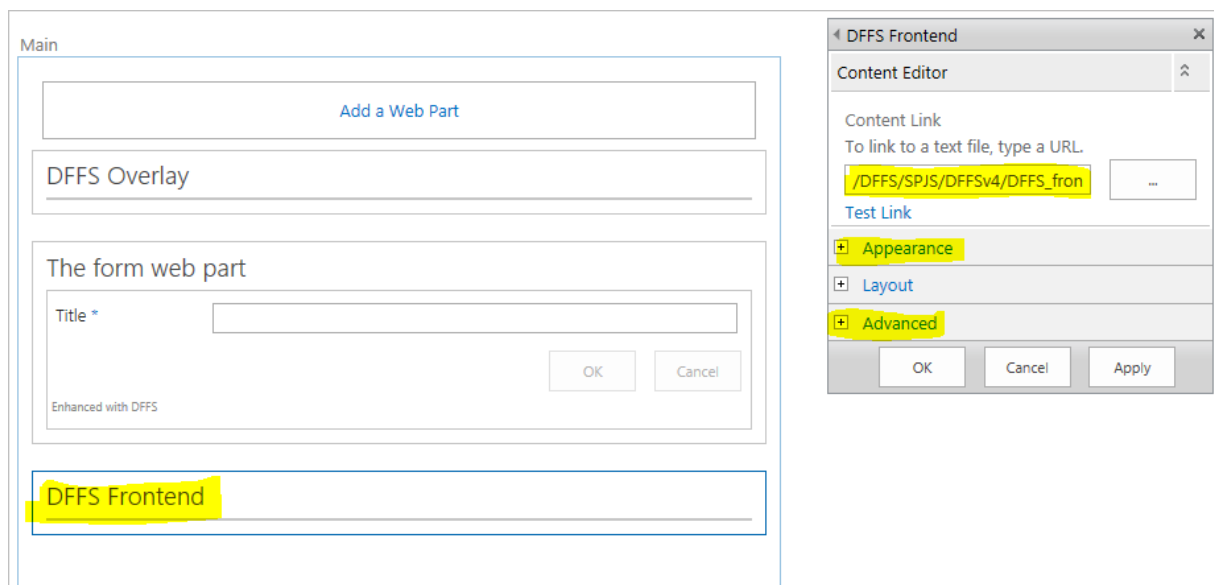 Main
Add a Web Part
DFFS Overlay
The form web part
Title *
OK Cancel
Enhanced with DFFS
DFFS Frontend
DFFS Frontend
Content Editor
Content Link
To link to a text file, type a URL.
/DFFS/SPJS/DFFSv4/DFFS_fron ...
Test Link
Appearance
Layout
Advanced
OK Cancel Apply